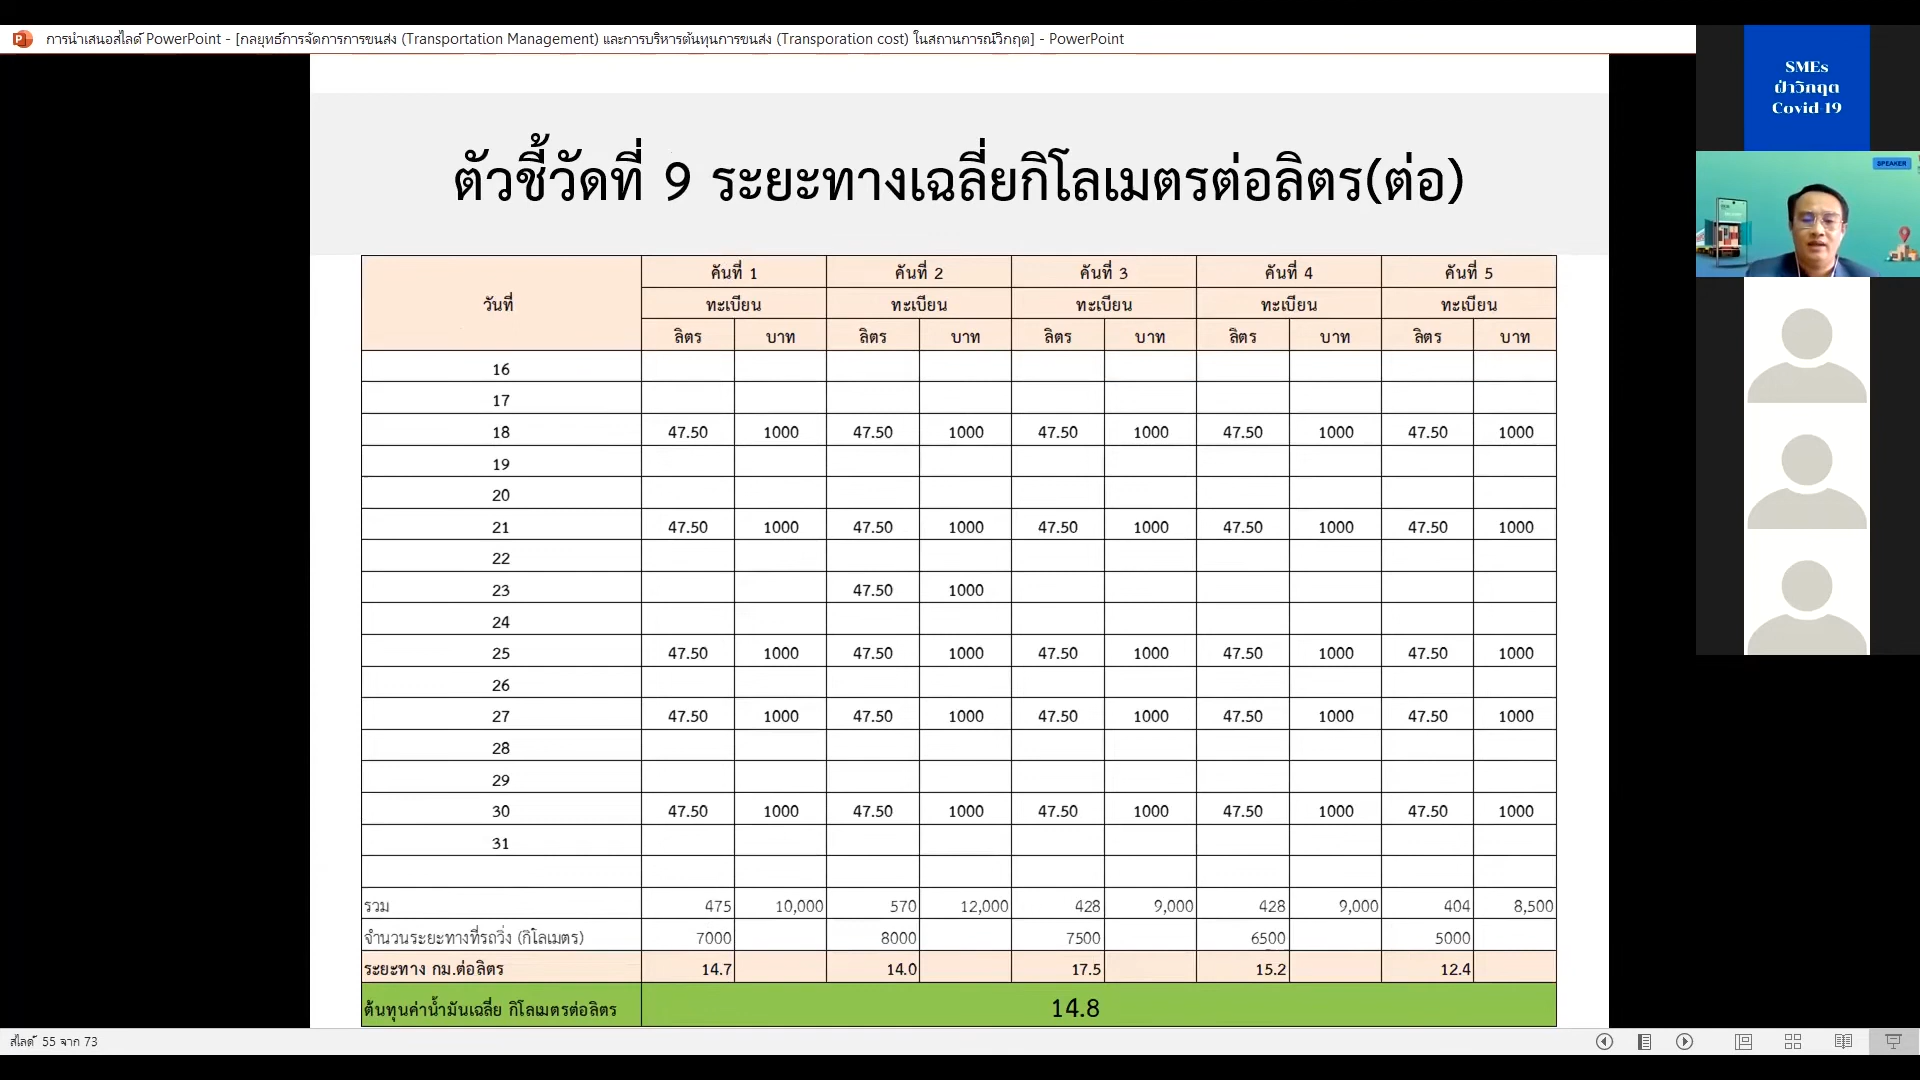 การนำเสนอสไลด์ PowerPoint - [กลยุทธ์การจัดการการขนส่ง (Transportation Management) และการบริหารต้นทุนการขนส่ง (Transporation cost) ในสถานการณ์วิกฤต] - PowerPoint
SMEs
ฝ่าวิกฤต
Covid-19
SPEAKER
ตัวชี้วัดที่ 9 ระยะทางเฉลี่ยกิโลเมตรต่อลิตร(ต่อ)
วันที่ คันที่ 1 คันที่ 2 คันที่ 3 คันที่ 4 คันที่ 5
ทะเบียน ทะเบียน ทะเบียน ทะเบียน ทะเบียน
ลิตร บาท ลิตร บาท ลิตร บาท ลิตร บาท ลิตร บาท
16
17
18 47.50 1000 47.50 1000 47.50 1000 47.50 1000 47.50 1000
19
20
21 47.50 1000 47.50 1000 47.50 1000 47.50 1000 47.50 1000
22
23 47.50 1000
24
25 47.50 1000 47.50 1000 47.50 1000 47.50 1000 47.50 1000
26
27 47.50 1000 47.50 1000 47.50 1000 47.50 1000 47.50 1000
28
29
30 47.50 1000 47.50 1000 47.50 1000 47.50 1000 47.50 1000
31
รวม 475 10,000 570 12,000 428 9,000 428 9,000 404 8,500
จำนวนระยะทางที่รถวิ่ง (กิโลเมตร) 7000 8000 7500 6500 5000
ระยะทาง กม.ต่อลิตร 14.7 14.0 17.5 15.2 12.4
ต้นทุนค่าน้ำมันเฉลี่ย กิโลเมตรต่อลิตร 14.8
สไลด์ 55 จาก 73